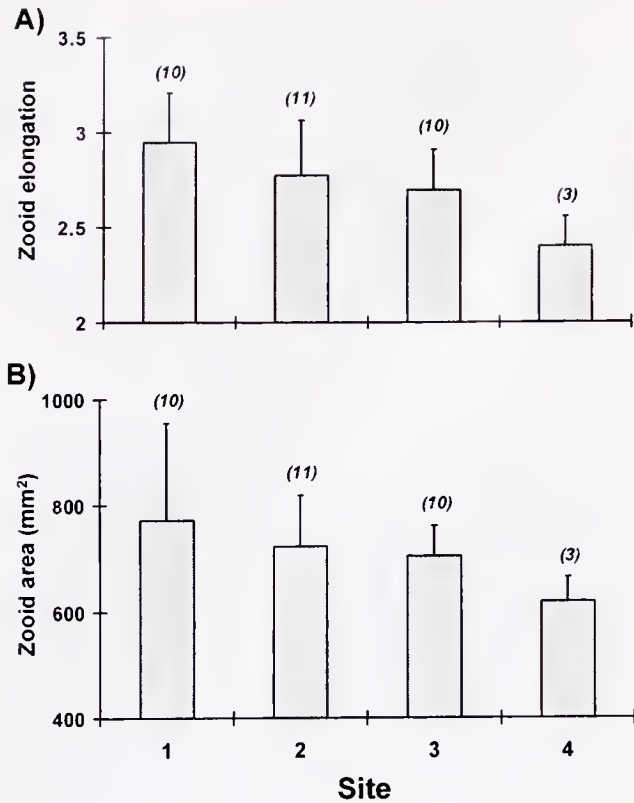 A)
Zooid elongation
3.5
3
2.5
2
(10)
(11)
(10)
(3)
B)
Zooid area (mm²)
1000
800
600
400
(10)
(11)
(10)
(3)
1 2 3 4
Site